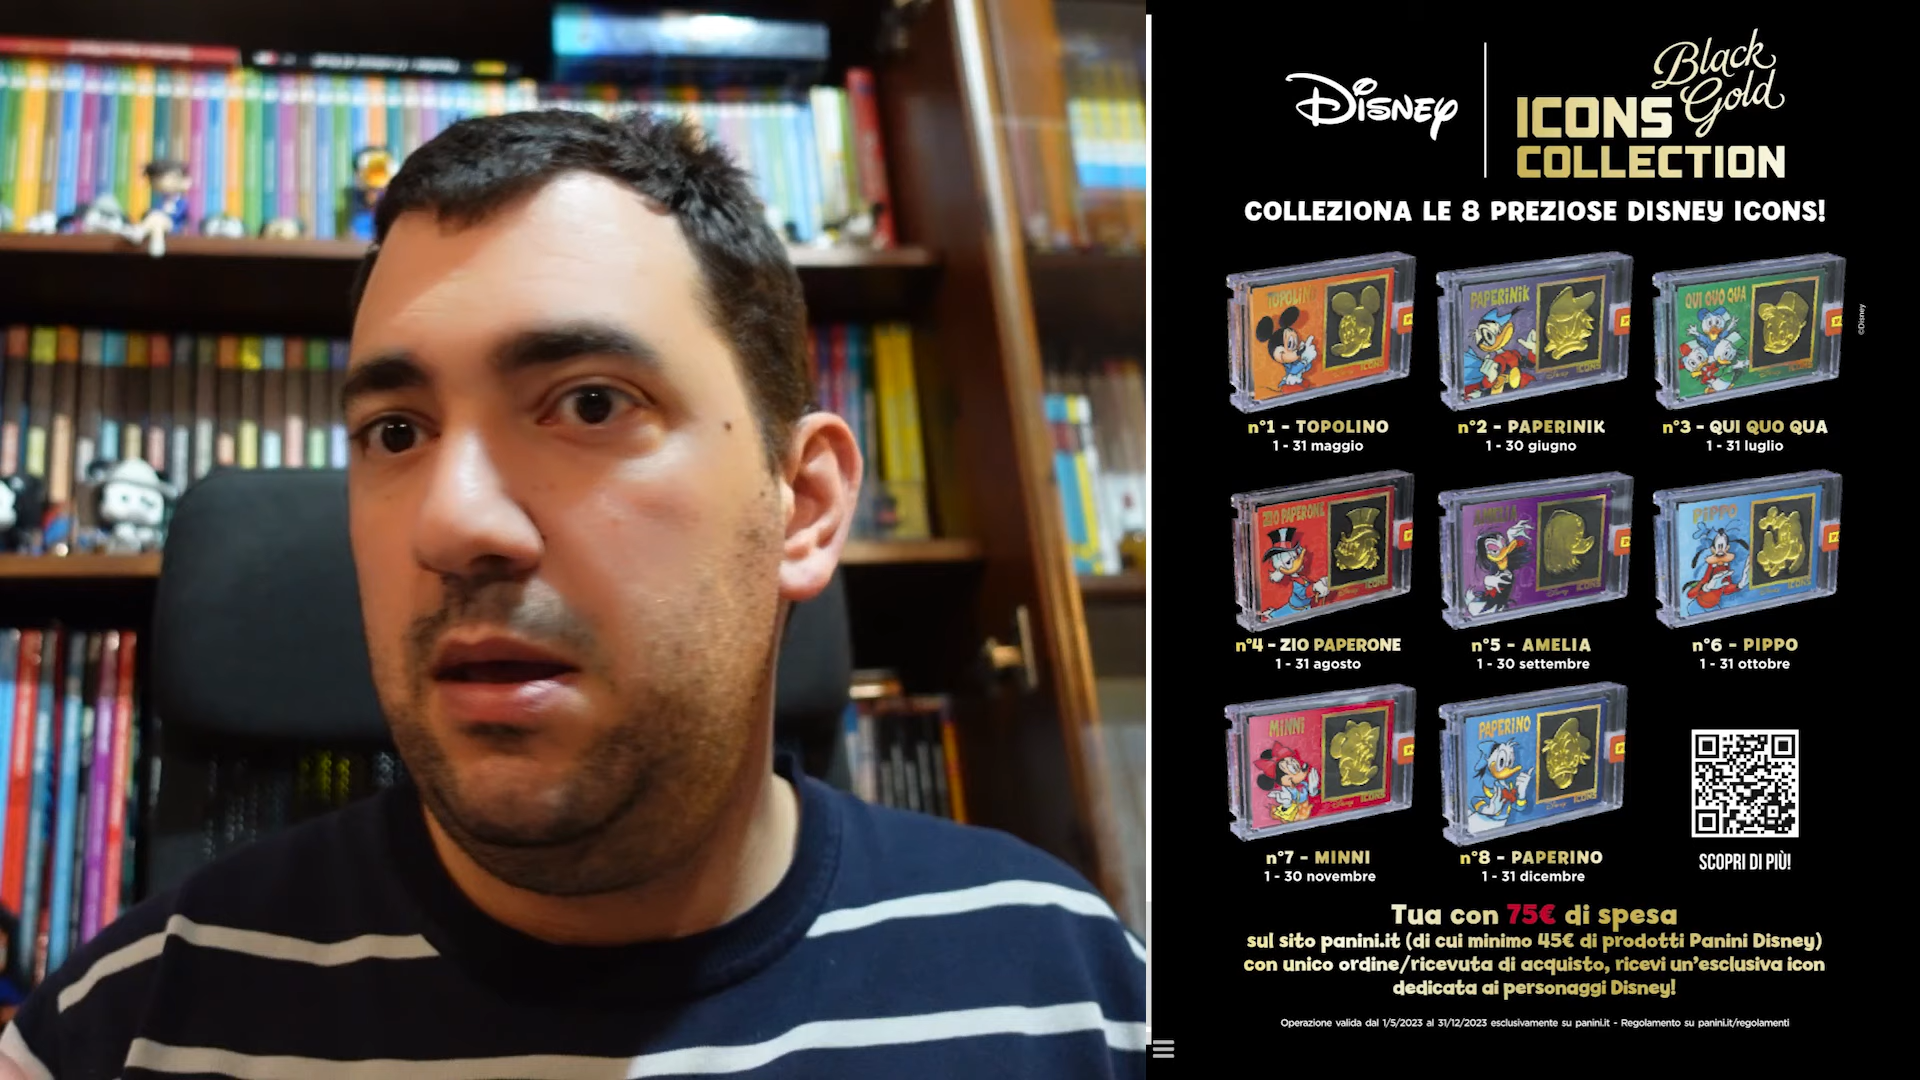 Disney
Black
Gold
ICONS
COLLECTION
COLLEZIONA LE 8 PREZIOSE DISNEY ICONS!
TOPOLINO
PAPERINIK
QUI QUO QUA
©Disney
n°1 - TOPOLINO
1 - 31 maggio
n°2 - PAPERINIK
1 - 30 giugno
n°3 - QUI QUO QUA
1 - 31 luglio
ZIO PAPERONE
AMELIA
PIPPO
n°4 - ZIO PAPERONE
1 - 31 agosto
n°5 - AMELIA
1 - 30 settembre
n°6 - PIPPO
1 - 31 ottobre
MINNI
PAPERINO
n°7 - MINNI
1 - 30 novembre
n°8 - PAPERINO
1 - 31 dicembre
SCOPRI DI PIÙ!
Tua con 75€ di spesa
sul sito panini.it (di cui minimo 45€ di prodotti Panini Disney)
con unico ordine/ricevuta di acquisto, ricevi un'esclusiva icon
dedicata ai personaggi Disney!
Operazione valida dal 1/5/2023 al 31/12/2023 esclusivamente su panini.it - Regolamento su panini.it/regolamenti